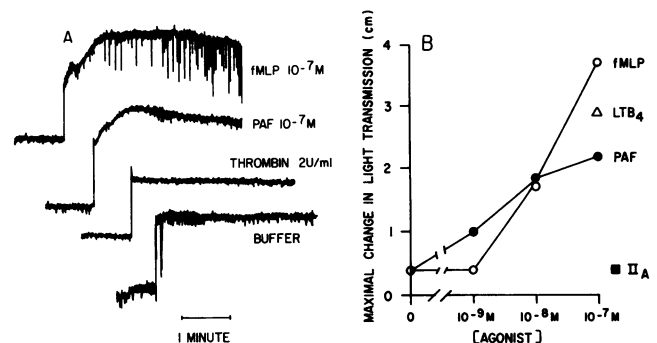 A
fMLP 10-7M
PAF 10-7M
THROMBIN 2U/ml
BUFFER
1 MINUTE
B
MAXIMAL CHANGE IN LIGHT TRANSMISSION (cm)
4
3
2
1
0
fMLP
LTB4
PAF
IIA
0
10-9M
10-8M
10-7M
[AGONIST]